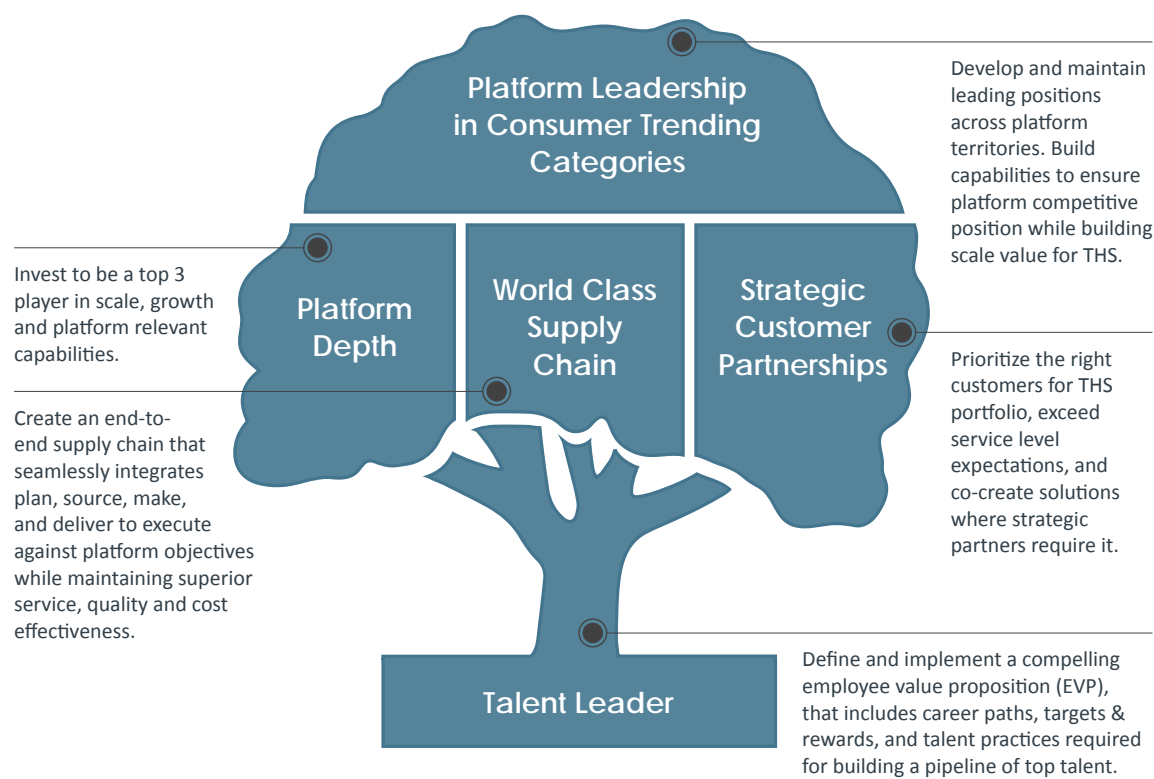 Platform Leadership
in Consumer Trending
Categories
Develop and maintain
leading positions
across platform
territories. Build
capabilities to ensure
platform competitive
position while building
scale value for THS.
Invest to be a top 3
player in scale, growth
and platform relevant
capabilities.
Platform
Depth
World Class
Supply
Chain
Strategic
Customer
Partnerships
Prioritize the right
customers for THS
portfolio, exceed
service level
expectations, and
co-create solutions
where strategic
partners require it.
Create an end-to-
end supply chain that
seamlessly integrates
plan, source, make,
and deliver to execute
against platform objectives
while maintaining superior
service, quality and cost
effectiveness.
Talent Leader
Define and implement a compelling
employee value proposition (EVP),
that includes career paths, targets &
rewards, and talent practices required
for building a pipeline of top talent.